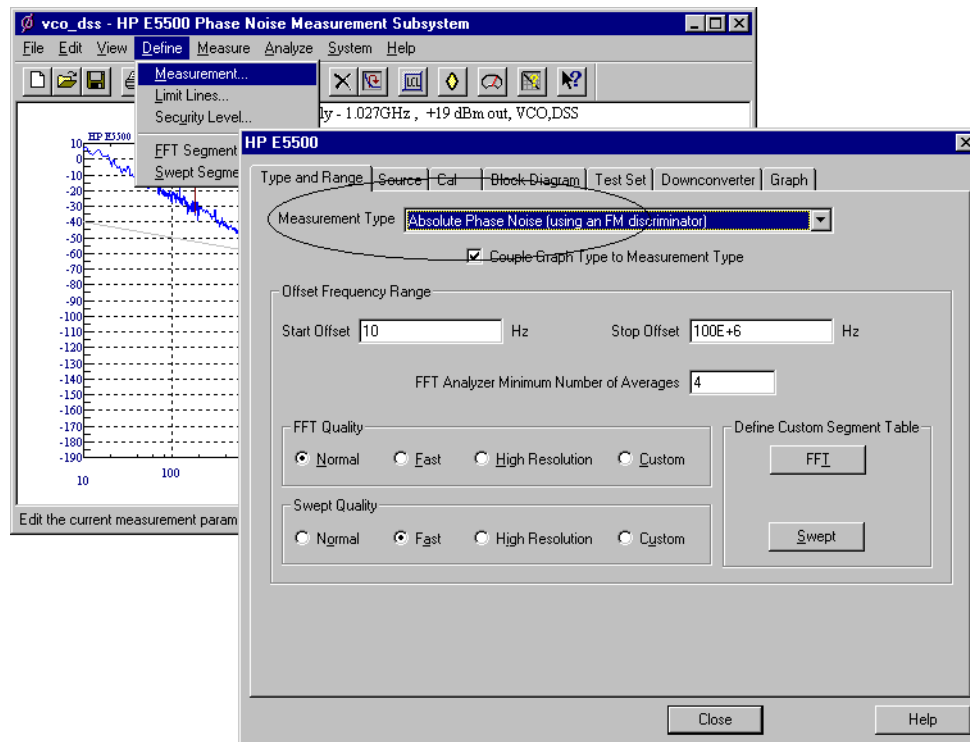 vco_dss - HP E5500 Phase Noise Measurement Subsystem
File Edit View Define Measure Analyze System Help
Measurement...
Limit Lines...
Security Level...
FFT Segment
Swept Segme
ly - 1.027GHz , +19 dBm out, VCO,DSS
HP E5500
10
0
-10
-20
-30
-40
-50
-60
-70
-80
-90
-100
-110
-120
-130
-140
-150
-160
-170
-180
-190
10 100
Edit the current measurement param
HP E5500
Type and Range Source Cal Block Diagram Test Set Downconverter Graph
Measurement Type Absolute Phase Noise (using an FM discriminator)
Couple Graph Type to Measurement Type
Offset Frequency Range
Start Offset 10 Hz Stop Offset 100E+6 Hz
FFT Analyzer Minimum Number of Averages 4
FFT Quality
Normal Fast High Resolution Custom
Define Custom Segment Table
FFT
Swept Quality
Normal Fast High Resolution Custom
Swept
Close Help